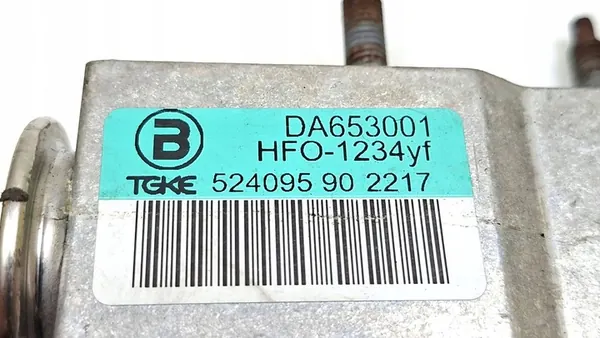 B
DA653001
HFO-1234yf
TGKE 524095 90 2217